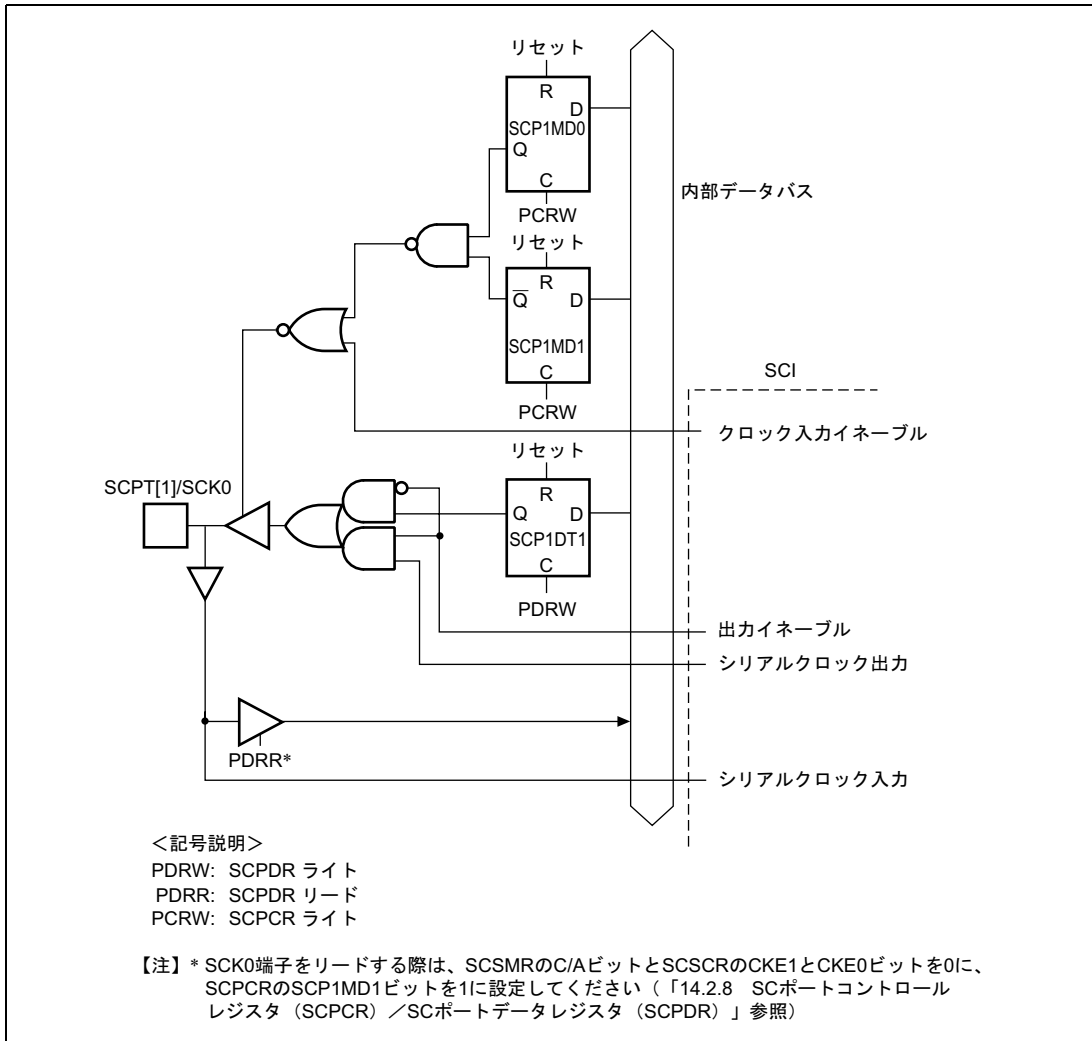 リセット
R
D
SCP1MD0
Q
C
PCRW
内部データバス
リセット
R
Q
D
SCP1MD1
C
PCRW
SCI
クロック入力イネーブル
リセット
SCPT[1]/SCK0
R
Q
D
SCP1DT1
C
PDRW
出力イネーブル
シリアルクロック出力
PDRR*
シリアルクロック入力
<記号説明>
PDRW: SCPDR ライト
PDRR: SCPDR リード
PCRW: SCPCR ライト
【注】* SCK0端子をリードする際は、SCSMRのC/AビットとSCSCRのCKE1とCKE0ビットを0に、
SCPCRのSCP1MD1ビットを1に設定してください(「14.2.8 SCポートコントロール
レジスタ(SCPCR)/SCポートデータレジスタ(SCPDR)」参照)